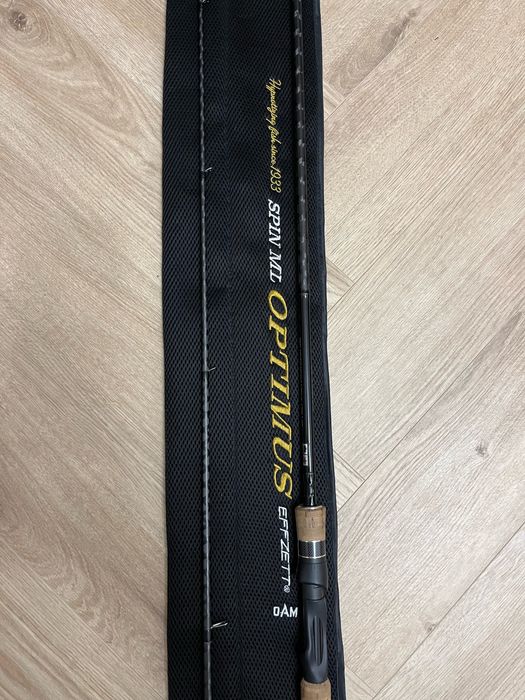 Hypnotizing fish since 1933
SPIN ML
OPTIMUS
EFFZETT®
DAM